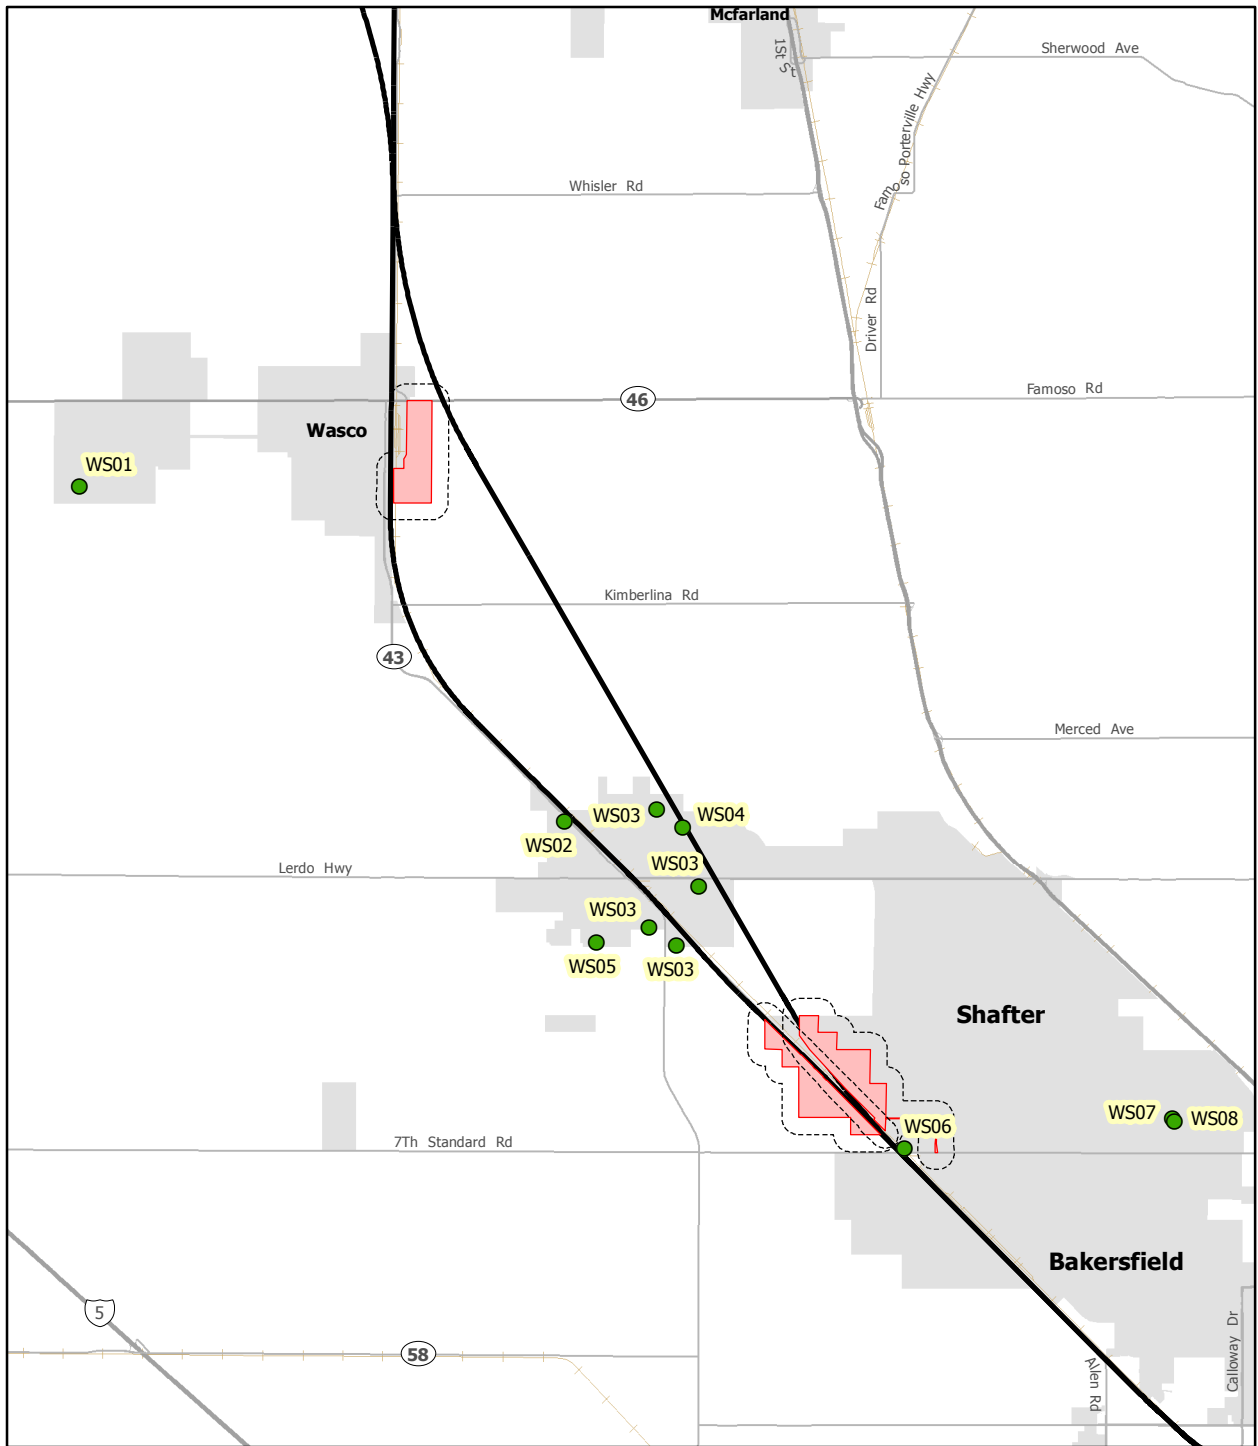 Mcfarland
1St St
Sherwood Ave
Famoso Porterville Hwy
Whisler Rd
Driver Rd
46
Famoso Rd
Wasco
WS01
Kimberlina Rd
43
Merced Ave
WS03
WS04
WS02
WS03
Lerdo Hwy
WS03
WS05
WS03
Shafter
WS07
WS08
WS06
7Th Standard Rd
Bakersfield
5
58
Allen Rd
Calloway Dr